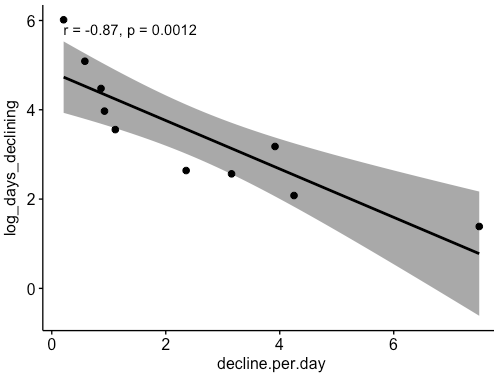 6
r = -0.87, p = 0.0012
4
2
0
log_days_declining
0 2 4 6
decline.per.day